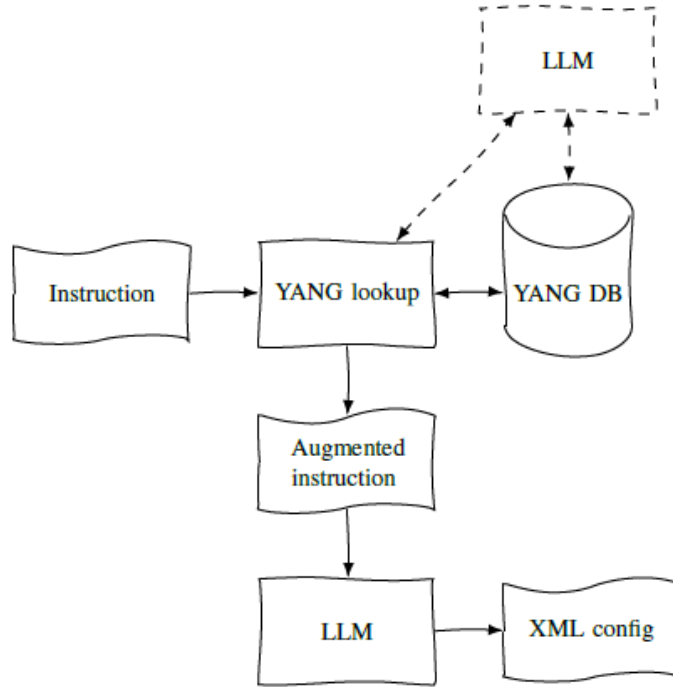 LLM
Instruction
YANG lookup
YANG DB
Augmented
instruction
LLM
XML config